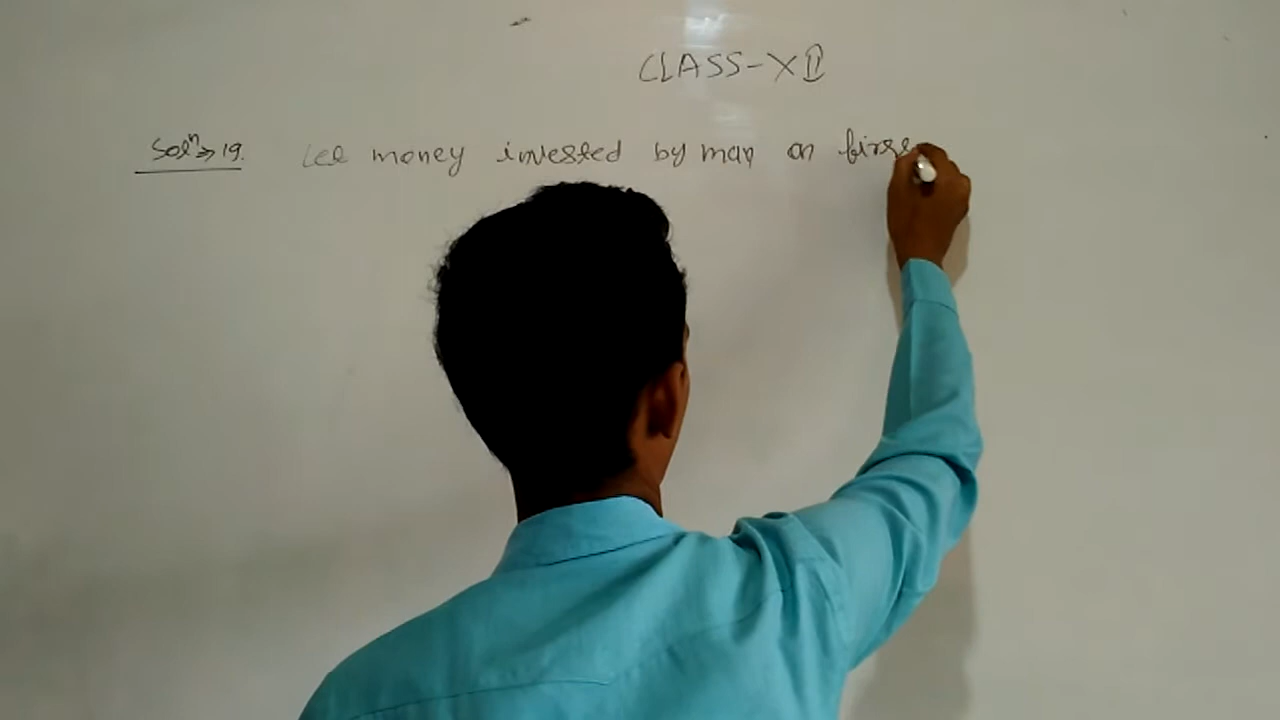 CLASS-XII
Solⁿ⇒19. Let money invested by man on first